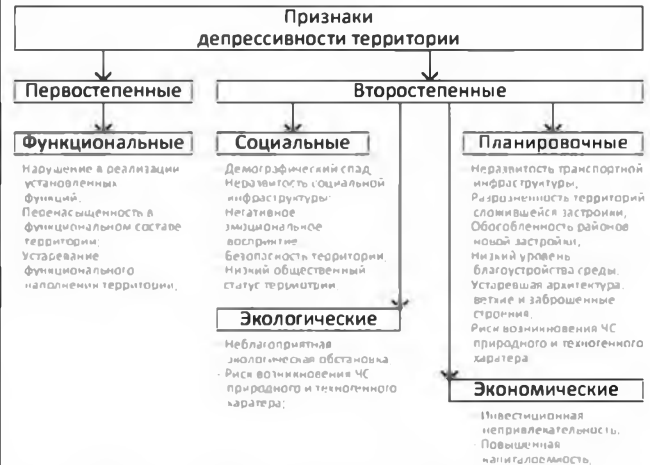 Признаки
депрессивности территории
Первостепенные
Второстепенные
Функциональные
Нарушение в реализации
установленных
функций;
Перенасыщенность в
функциональном составе
территории;
Устаревание
функционального
наполнения территории;
Социальные
Демографический спад
Неразвитость социальной
инфраструктуры
Негативное
эмоциональное
восприятие
Безопасность территории
Низкий общественный
статус территории
Экологические
Неблагоприятная
экологическая обстановка
- Риск возникновения ЧС
природного и техногенного
харатера;
Планировочные
Неразвитость транспортной
инфраструктуры,
Разрозненность территорий
сложившейся застройки,
Обособленность районов
новой застройки,
Низкий уровень
благоустройства среды.
Устаревшая архитектура.
ветхие и заброшенные
строения.
Риск возникновения ЧС
природного и техногенного
харатера
Экономические
Инвестиционная
непривлекательность.
- Повышенная
капиталоемкость,